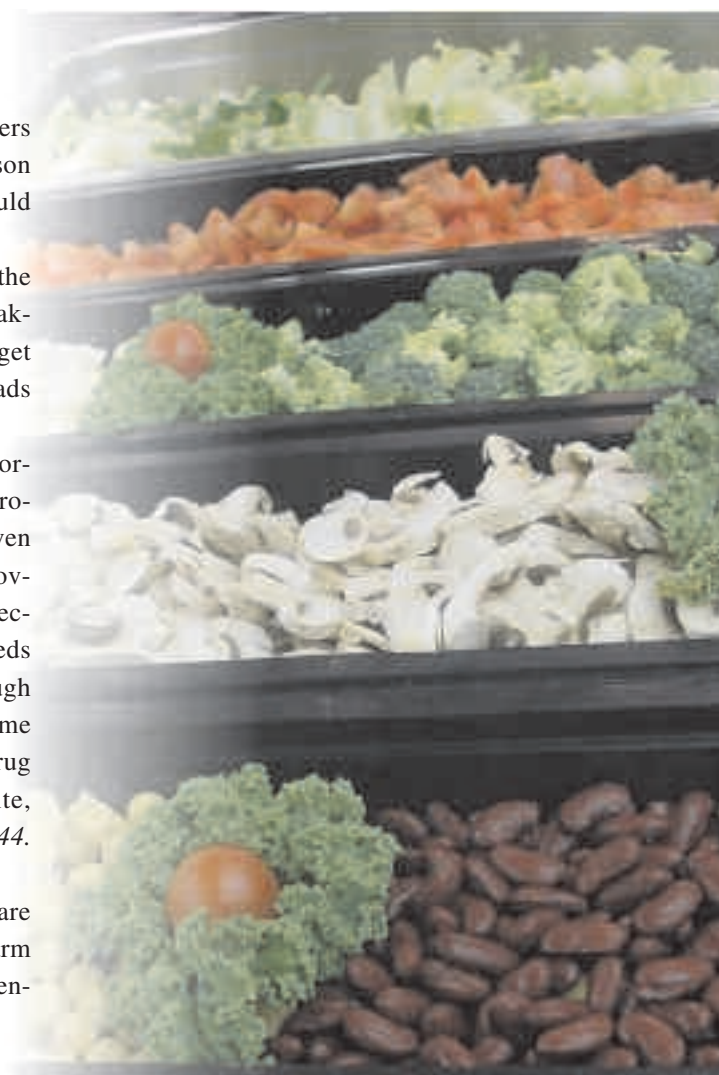 ers
son
uld
the
ak-
get
ads
or-
ro-
ven
ov-
ec-
eds
ugh
me
rug
te,
44.
are
rm
en-